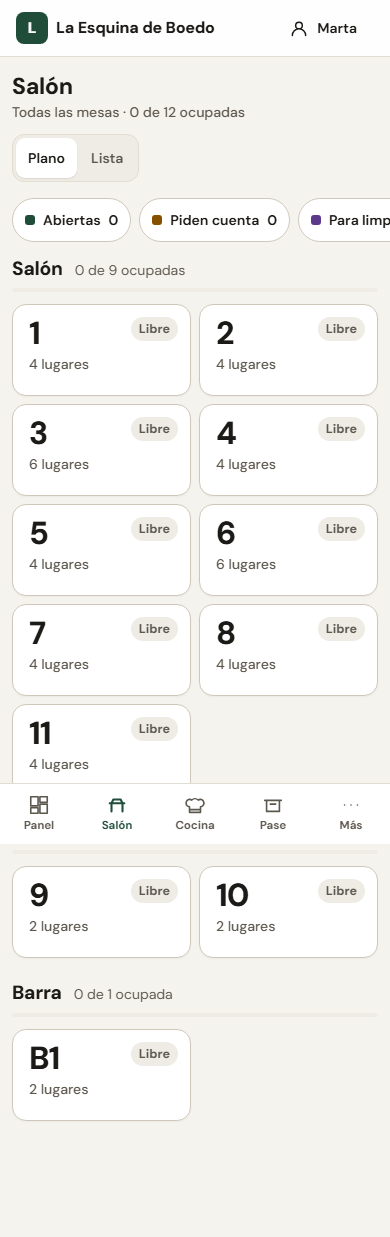 L La Esquina de Boedo Marta
Salón
Todas las mesas · 0 de 12 ocupadas
Plano Lista
Abiertas 0 Piden cuenta 0 Para limp
Salón 0 de 9 ocupadas
1 Libre 2 Libre
4 lugares 4 lugares
3 Libre 4 Libre
6 lugares 4 lugares
5 Libre 6 Libre
4 lugares 6 lugares
7 Libre 8 Libre
4 lugares 4 lugares
11 Libre
4 lugares
Panel Salón Cocina Pase Más
9 Libre 10 Libre
2 lugares 2 lugares
Barra 0 de 1 ocupada
B1 Libre
2 lugares